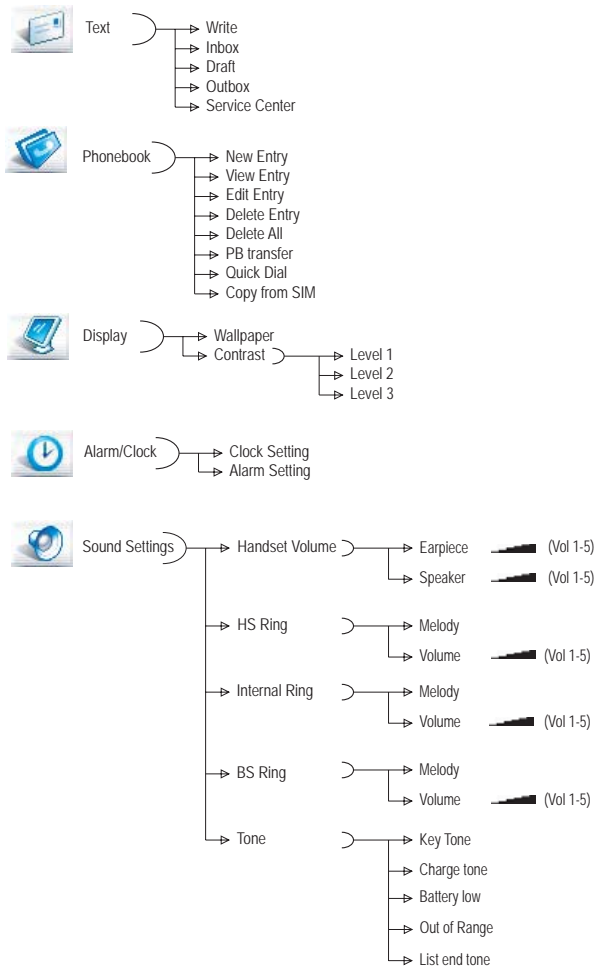 Text
Write
Inbox
Draft
Outbox
Service Center
Phonebook
New Entry
View Entry
Edit Entry
Delete Entry
Delete All
PB transfer
Quick Dial
Copy from SIM
Display
Wallpaper
Contrast
Level 1
Level 2
Level 3
Alarm/Clock
Clock Setting
Alarm Setting
Sound Settings
Handset Volume
Earpiece (Vol 1-5)
Speaker (Vol 1-5)
HS Ring
Melody
Volume (Vol 1-5)
Internal Ring
Melody
Volume (Vol 1-5)
BS Ring
Melody
Volume (Vol 1-5)
Tone
Key Tone
Charge tone
Battery low
Out of Range
List end tone